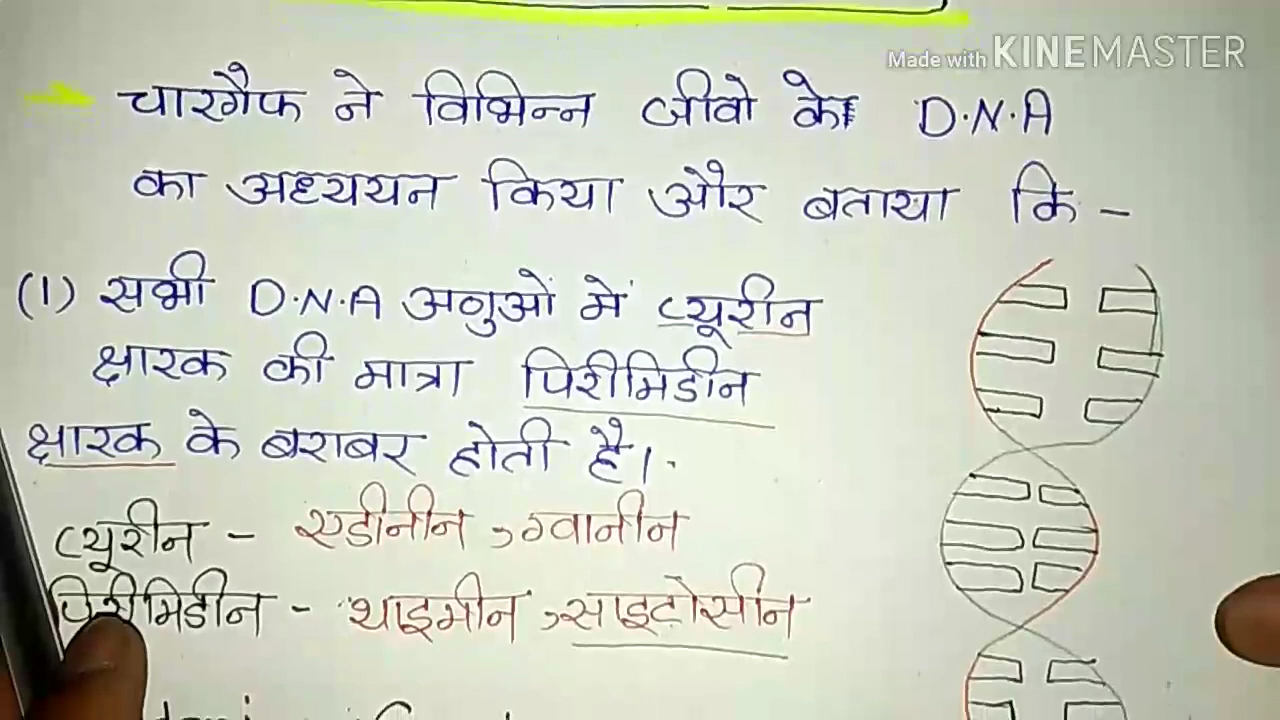 Made with KINEMASTER
चारगैफ ने विभिन्न जीवो के D.N.A
का अध्ययन किया और बताया कि -
(1) सभी D.N.A अणुओं में प्यूरीन
क्षारक की मात्रा पिरीमिडीन
क्षारक के बराबर होती है।
प्यूरीन - एडीनीन, ग्वानीन
पिरीमिडीन - थाइमीन, साइटोसीन